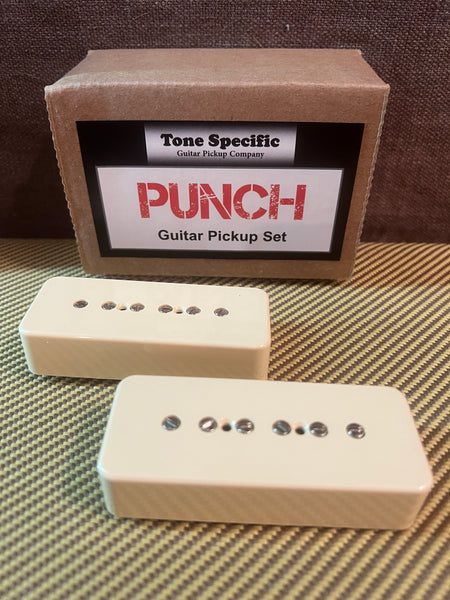 Tone Specific
Guitar Pickup Company
PUNCH
Guitar Pickup Set